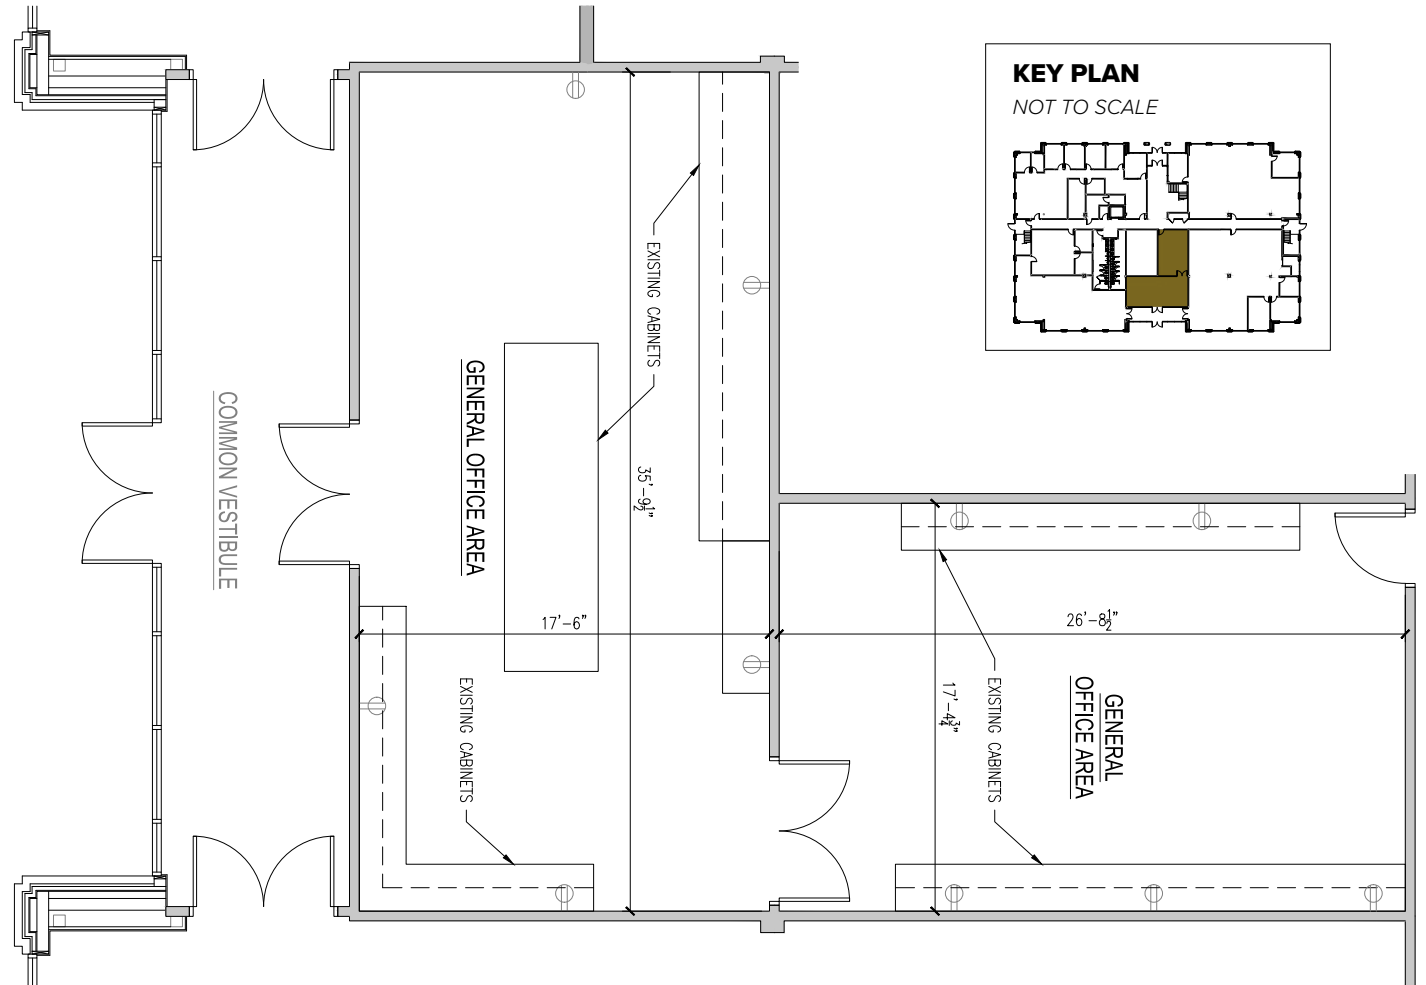 KEY PLAN
NOT TO SCALE
EXISTING CABINETS
GENERAL OFFICE AREA
COMMON VESTIBULE
35'-9½"
17'-6"
26'-8½"
17'-4¾"
EXISTING CABINETS
EXISTING CABINETS
GENERAL
OFFICE AREA